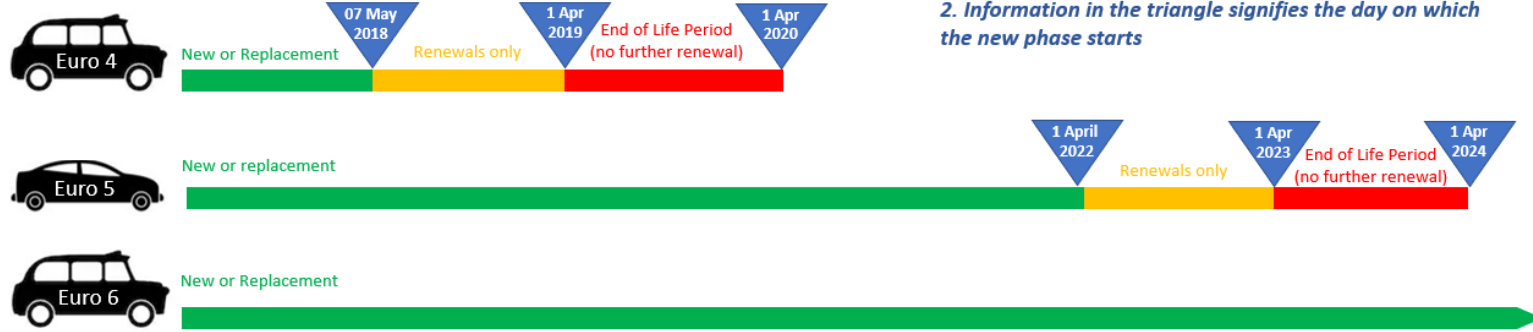 07 May
2018
1 Apr
2019
1 Apr
2020
2. Information in the triangle signifies the day on which
the new phase starts
Euro 4
New or Replacement
Renewals only
End of Life Period
(no further renewal)
1 April
2022
1 Apr
2023
1 Apr
2024
Euro 5
New or replacement
Renewals only
End of Life Period
(no further renewal)
Euro 6
New or Replacement